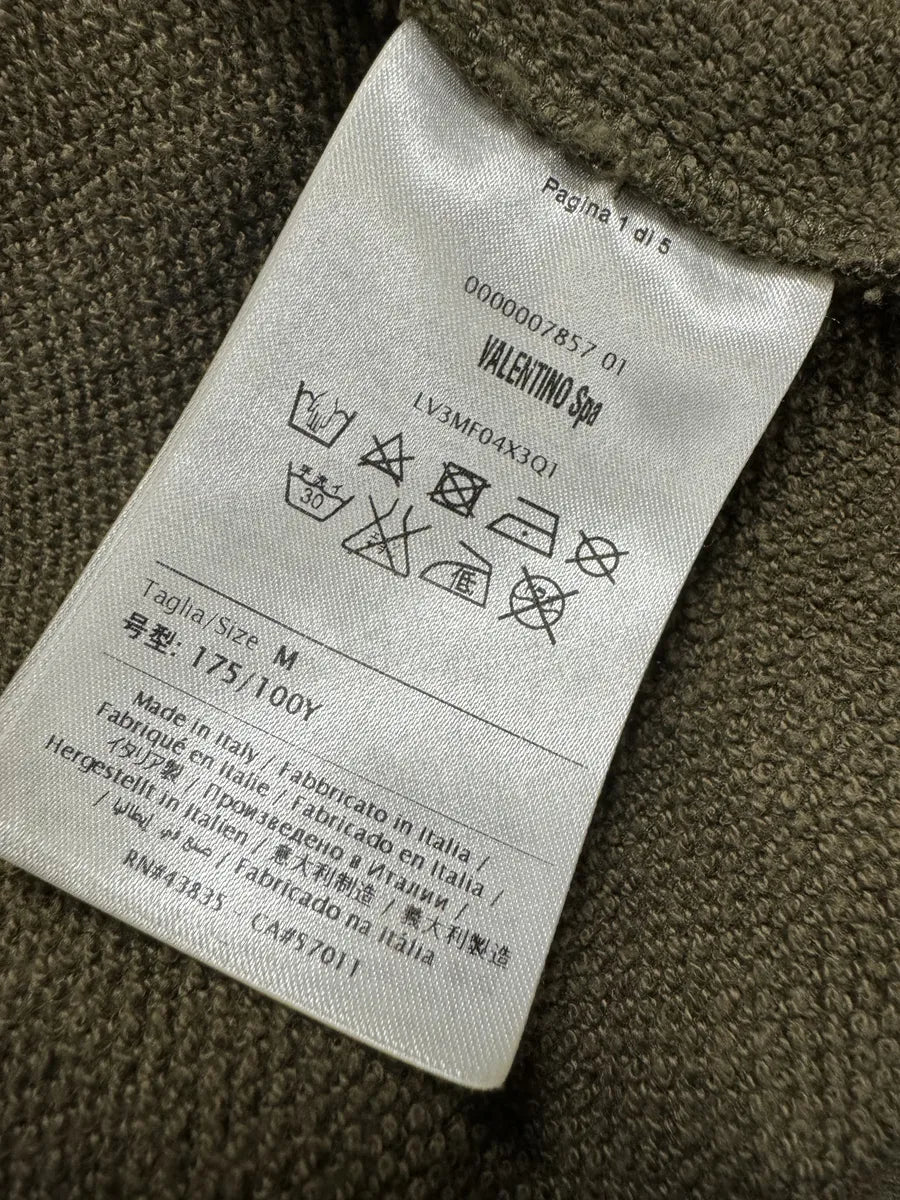 Pagina 1 di 5
0000007857 01
VALENTINO Spa
LV3MF04X3Q1
30
低
Taglia/Size M
号型: 175/100Y
Made in Italy / Fabbricato in Italia /
Fabriqué en Italie / Fabricado en Italia /
イタリア製 / Произведено в Италии /
Hergestellt in Italien / 意大利制造 / 義大利製造
/ صنع في إيطاليا / Fabricado na Itália
RN#43835 - CA#57011